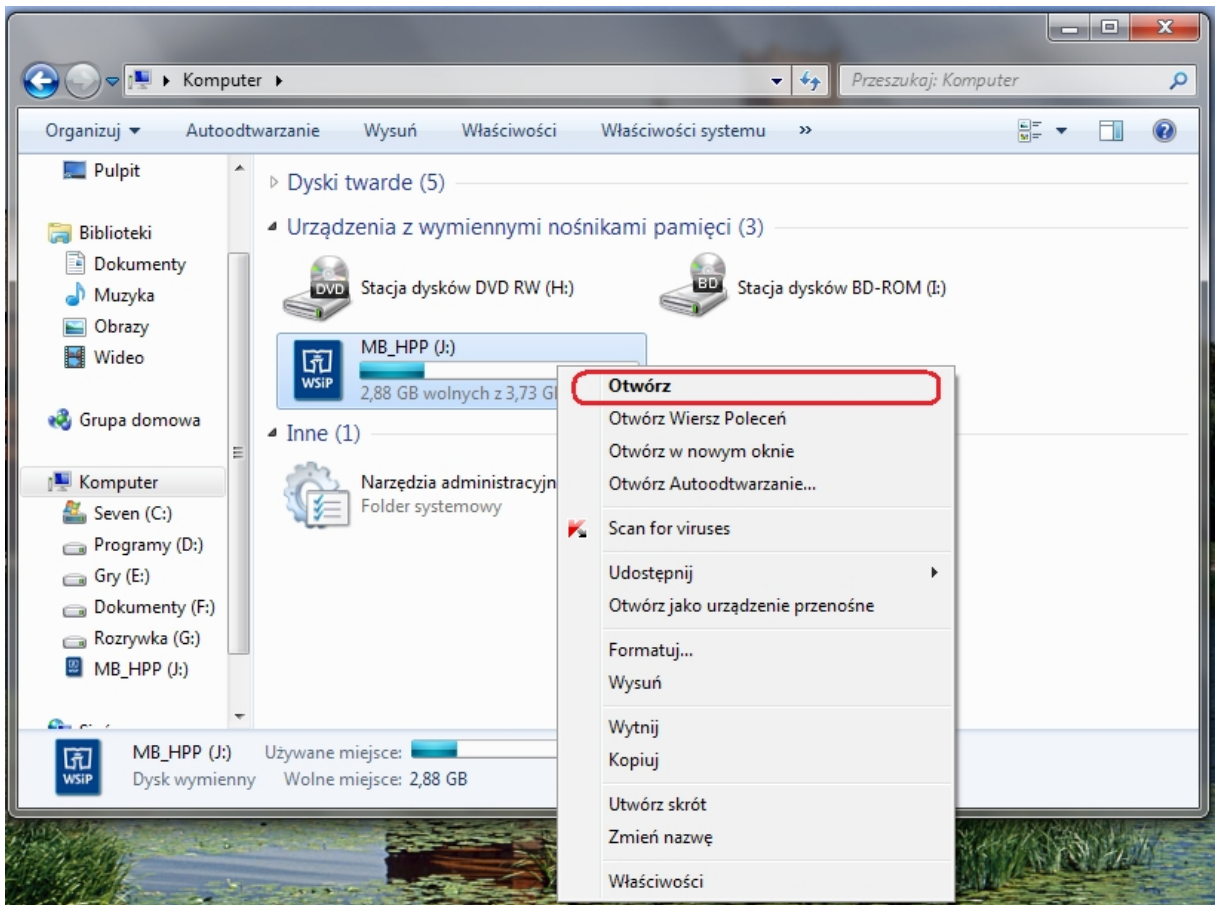 Komputer
Przeszukaj: Komputer
Organizuj
Autoodtwarzanie
Wysuń
Właściwości
Właściwości systemu
»
Pulpit
Biblioteki
Dokumenty
Muzyka
Obrazy
Wideo
Grupa domowa
Komputer
Seven (C:)
Programy (D:)
Gry (E:)
Dokumenty (F:)
Rozrywka (G:)
MB_HPP (J:)
Dyski twarde (5)
Urządzenia z wymiennymi nośnikami pamięci (3)
DVD
Stacja dysków DVD RW (H:)
BD
Stacja dysków BD-ROM (I:)
WSiP
MB_HPP (J:)
2,88 GB wolnych z 3,73
Inne (1)
Narzędzia administracyjn
Folder systemowy
Otwórz
Otwórz Wiersz Poleceń
Otwórz w nowym oknie
Otwórz Autoodtwarzanie...
Scan for viruses
Udostępnij
Otwórz jako urządzenie przenośne
Formatuj...
Wysuń
Wytnij
Kopiuj
Utwórz skrót
Zmień nazwę
Właściwości
WSiP
MB_HPP (J:)
Używane miejsce:
Dysk wymienny
Wolne miejsce: 2,88 GB